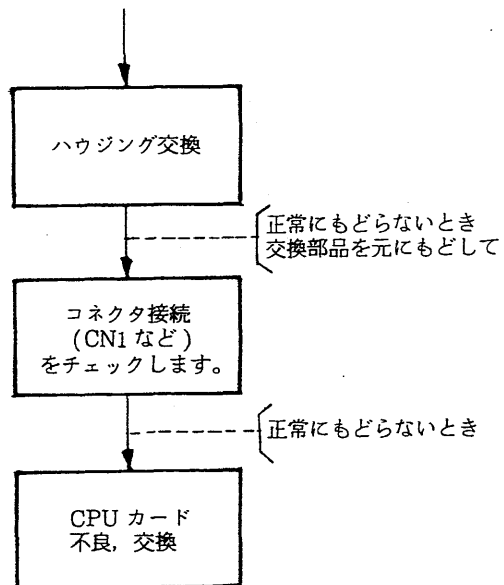 ハウジング交換
正常にもどらないとき
交換部品を元にもどして
コネクタ接続
(CN1 など)
をチェックします。
正常にもどらないとき
CPU カード
不良, 交換